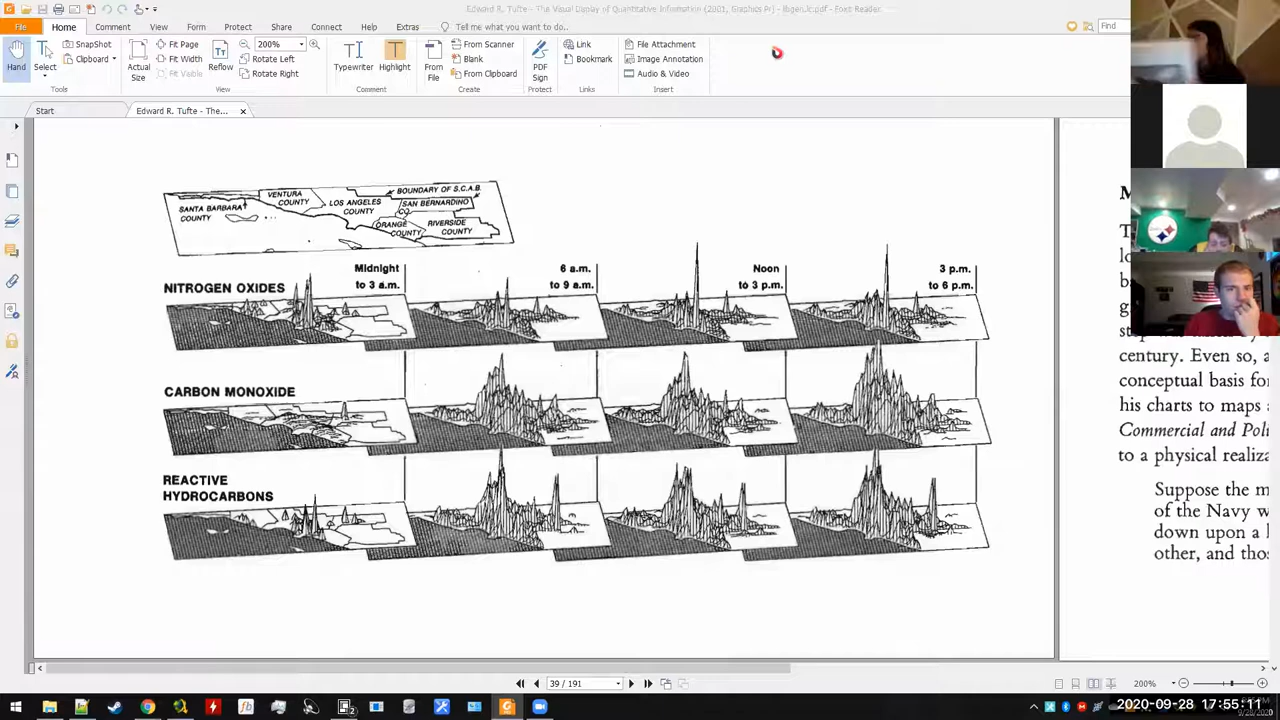 Edward R. Tufte - The Visual Display of Quantitative Information (2001, Graphics Pr) - libgen.lc.pdf - Foxit Reader
File Home Comment View Form Protect Share Connect Help Extras Tell me what you want to do... Find
Hand
Select
SnapShot
Clipboard
Tools
Actual Size
Fit Page
Fit Width
Fit Visible
Reflow
200%
Rotate Left
Rotate Right
View
Typewriter
Highlight
Comment
From File
From Scanner
Blank
From Clipboard
Create
PDF Sign
Protect
Link
Bookmark
Links
File Attachment
Image Annotation
Audio & Video
Insert
Start
Edward R. Tufte - The...
SANTA BARBARA COUNTY
VENTURA COUNTY
LOS ANGELES COUNTY
BOUNDARY OF S.C.A.B.
SAN BERNARDINO CO.
ORANGE COUNTY
RIVERSIDE COUNTY
Midnight to 3 a.m.
6 a.m. to 9 a.m.
Noon to 3 p.m.
3 p.m. to 6 p.m.
NITROGEN OXIDES
CARBON MONOXIDE
REACTIVE
HYDROCARBONS
century. Even so, a
conceptual basis for
his charts to maps
Commercial and Poli
to a physical realiza
Suppose the m
of the Navy w
down upon a
other, and thos
39 / 191
200%
2020-09-28 17:55:11